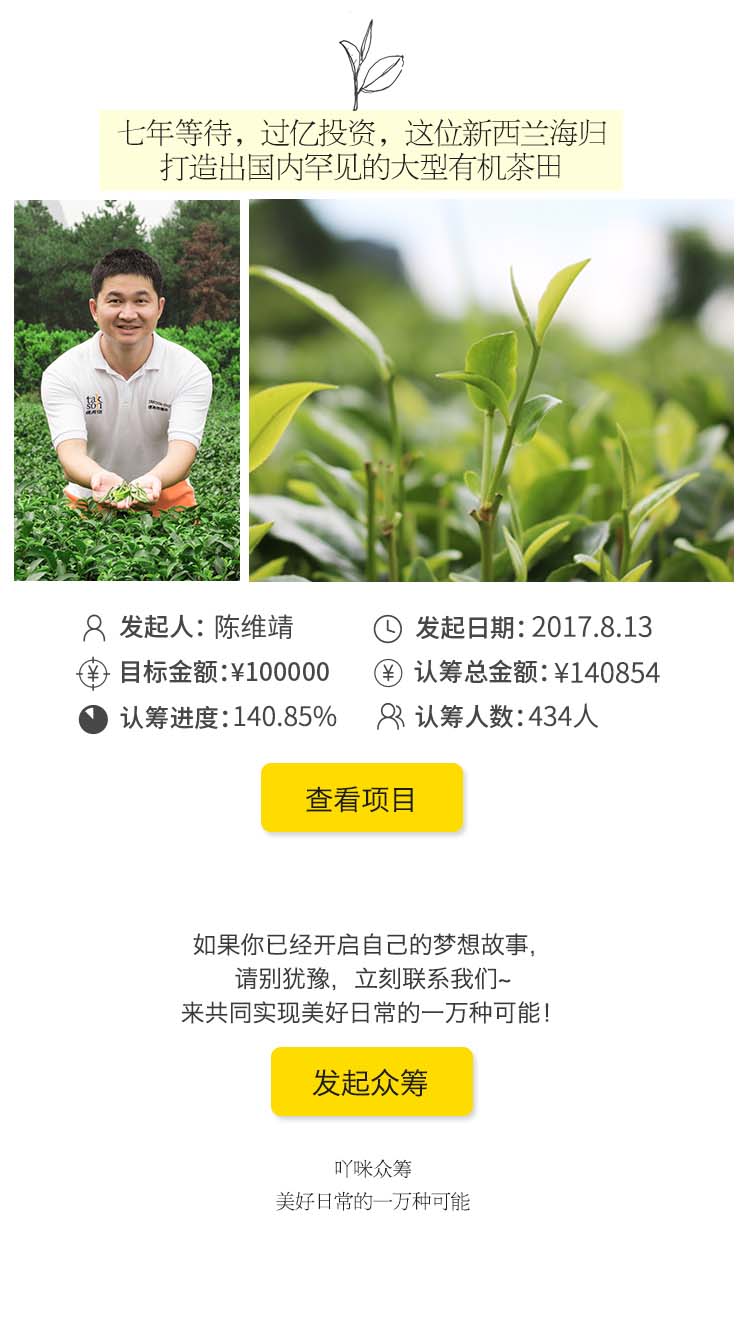 七年等待，过亿投资，这位新西兰海归
打造出国内罕见的大型有机茶田
tak
son
发起人：陈维靖
发起日期：2017.8.13
目标金额：¥100000
认筹总金额：¥140854
认筹进度：140.85%
认筹人数：434人
查看项目
如果你已经开启自己的梦想故事，
请别犹豫，立刻联系我们~
来共同实现美好日常的一万种可能！
发起众筹
吖咪众筹
美好日常的一万种可能